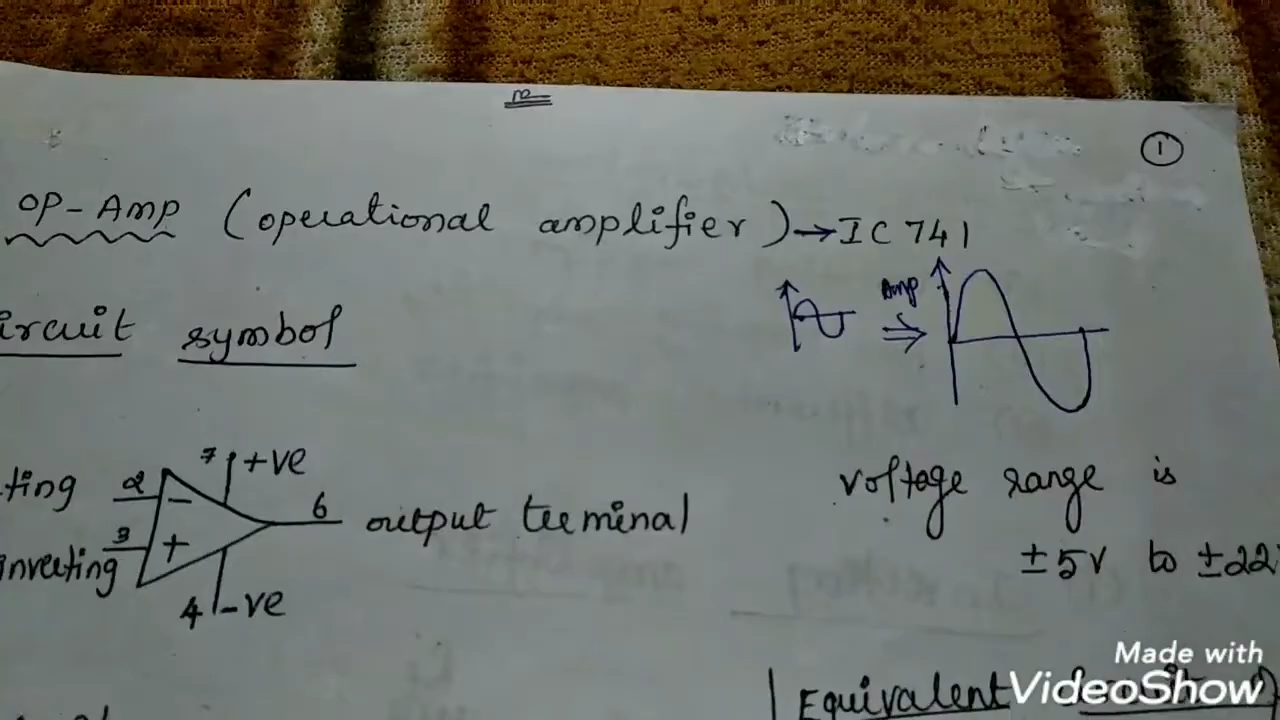 1
OP-Amp (operational amplifier) → IC 741
Amp
ircuit symbol
7 +ve
ting 2 -
6 output terminal
3 +
inverting
4 -ve
voltage range is
±5V to ±22
Equivalent
Made with
VideoShow